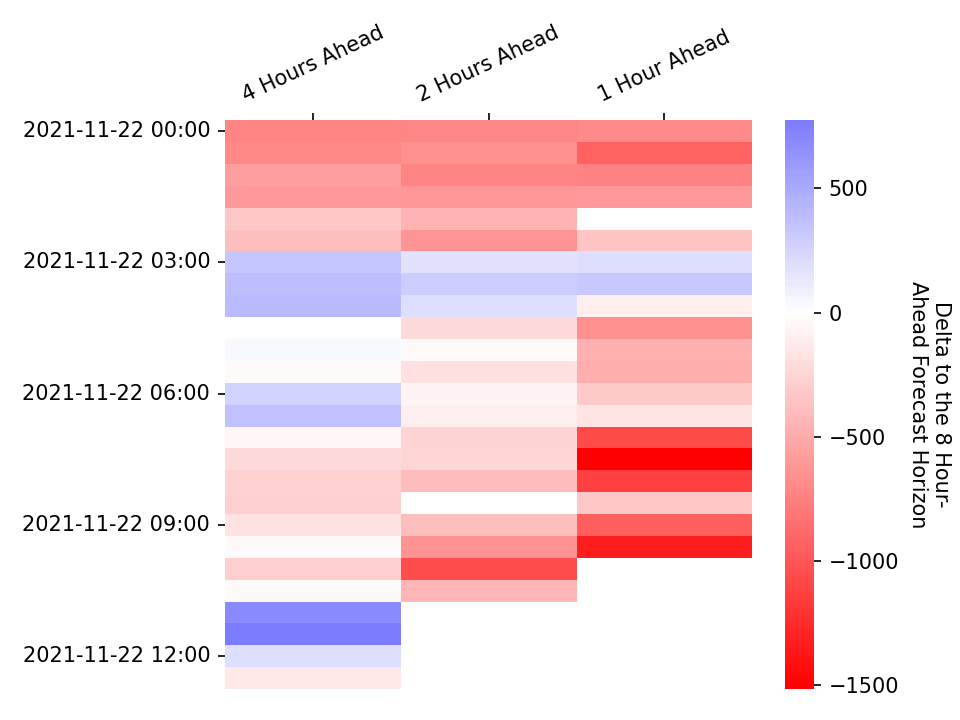 4 Hours Ahead
2 Hours Ahead
1 Hour Ahead
2021-11-22 00:00
2021-11-22 03:00
2021-11-22 06:00
2021-11-22 09:00
2021-11-22 12:00
500
0
−500
−1000
−1500
Delta to the 8 Hour-
Ahead Forecast Horizon